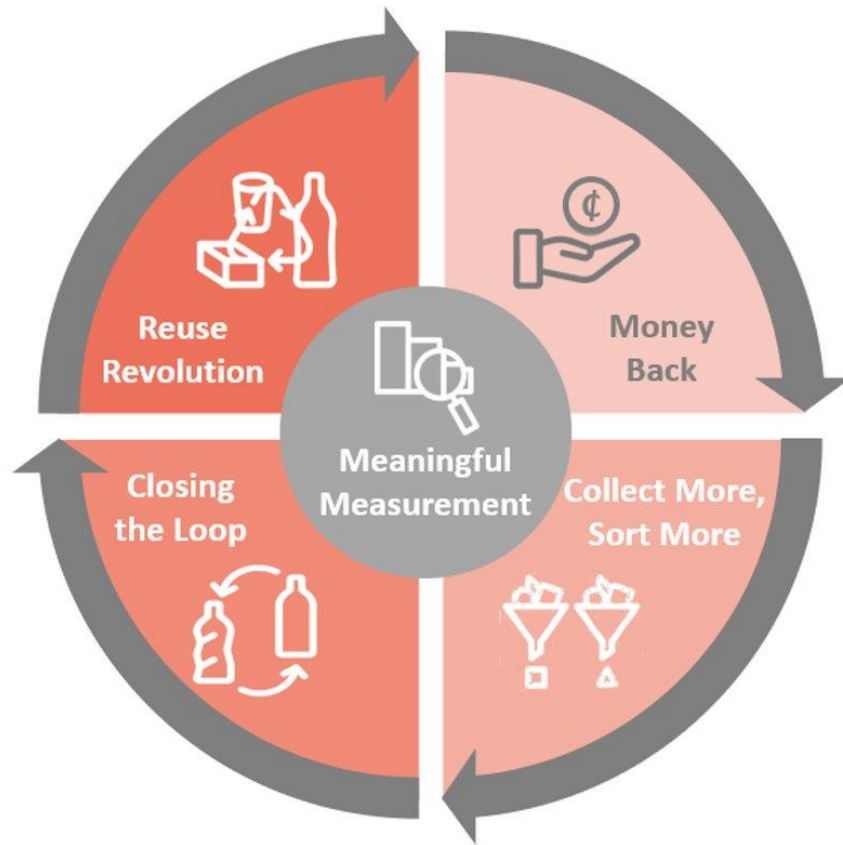 Reuse
Revolution
¢
Money
Back
Meaningful
Measurement
Closing
the Loop
Collect More,
Sort More